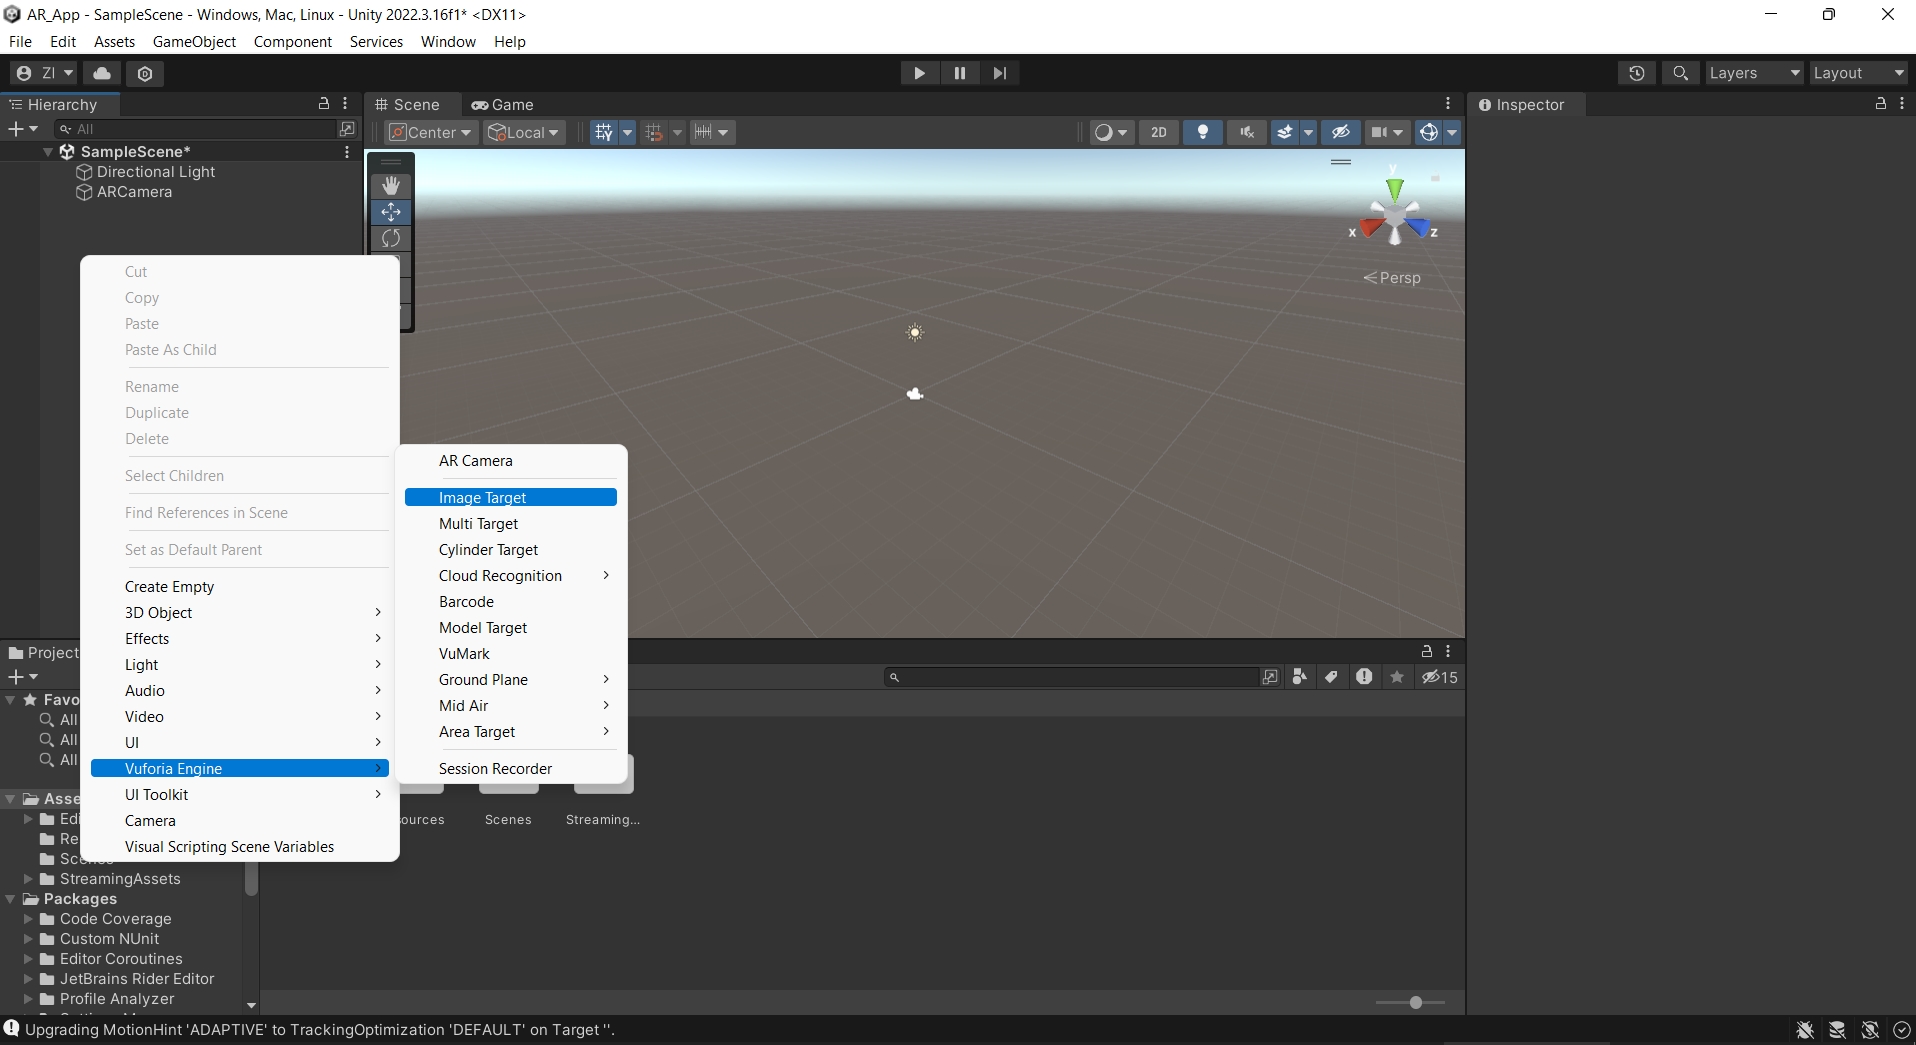 AR_App - SampleScene - Windows, Mac, Linux - Unity 2022.3.16f1* <DX11>
File Edit Assets GameObject Component Services Window Help
ZI Layers Layout
Hierarchy Scene Game Inspector
All Center Local 2D
SampleScene*
Directional Light
ARCamera
y
x z
Persp
Cut
Copy
Paste
Paste As Child
Rename
Duplicate
Delete
Select Children
Find References in Scene
Set as Default Parent
Create Empty
3D Object
Effects
Light
Audio
Video
UI
Vuforia Engine
UI Toolkit
Camera
Visual Scripting Scene Variables
AR Camera
Image Target
Multi Target
Cylinder Target
Cloud Recognition
Barcode
Model Target
VuMark
Ground Plane
Mid Air
Area Target
Session Recorder
Project
15
Favo
All
All
All
Asse
Edi
Re
Scenes
StreamingAssets
Packages
Code Coverage
Custom NUnit
Editor Coroutines
JetBrains Rider Editor
Profile Analyzer
ources Scenes Streaming...
Upgrading MotionHint 'ADAPTIVE' to TrackingOptimization 'DEFAULT' on Target ''.